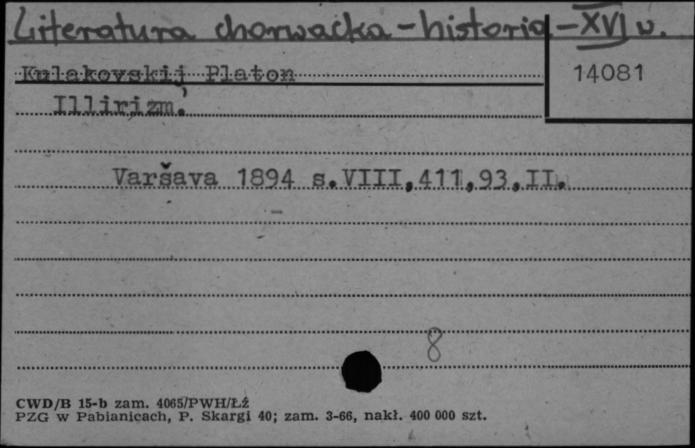 Literatura chorwacka - historia - XVI w.
Kulakovskij Platon
14081
Illirizm.
Varšava 1894 s.VIII,411,93,II.
8
CWD/B 15-b zam. 4065/PWH/Łź
PZG w Pabianicach, P. Skargi 40; zam. 3-66, nakł. 400 000 szt.